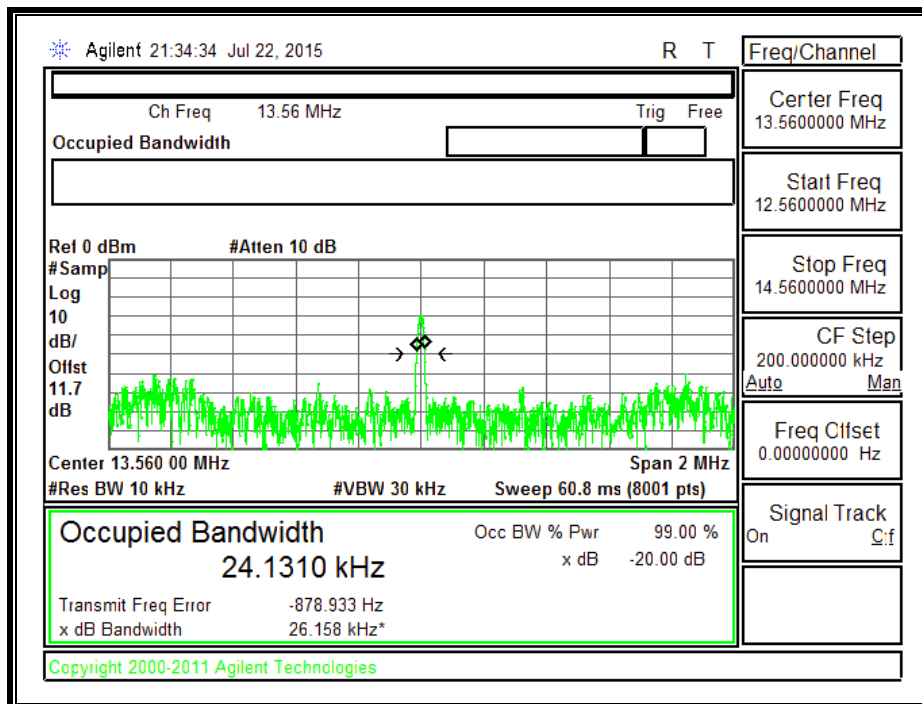 Agilent 21:34:34 Jul 22, 2015 R T
Freq/Channel
Ch Freq 13.56 MHz Trig Free
Occupied Bandwidth
Center Freq
13.5600000 MHz
Start Freq
12.5600000 MHz
Stop Freq
14.5600000 MHz
CF Step
200.000000 kHz
Auto Man
Freq Offset
0.00000000 Hz
Signal Track
On Off
Ref 0 dBm #Atten 10 dB
#Samp
Log
10
dB/
Offst
11.7
dB
Center 13.560 00 MHz Span 2 MHz
#Res BW 10 kHz #VBW 30 kHz Sweep 60.8 ms (8001 pts)
Occupied Bandwidth
24.1310 kHz
Occ BW % Pwr 99.00 %
x dB -20.00 dB
Transmit Freq Error -878.933 Hz
x dB Bandwidth 26.158 kHz*
Copyright 2000-2011 Agilent Technologies